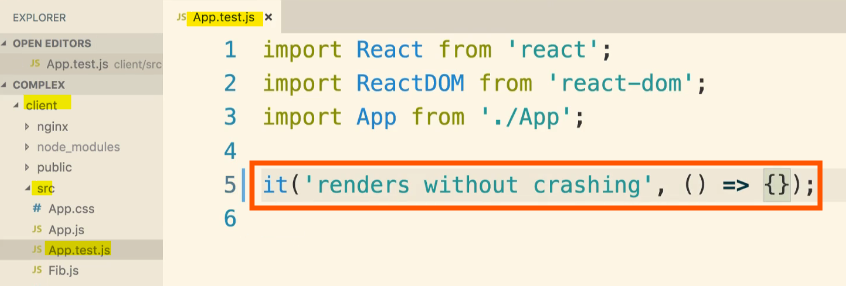 EXPLORER
OPEN EDITORS
JS App.test.js client/src
COMPLEX
client
nginx
node_modules
public
src
# App.css
JS App.js
JS App.test.js
JS Fib.js
JS App.test.js ×
1 import React from 'react';
2 import ReactDOM from 'react-dom';
3 import App from './App';
4
5 it('renders without crashing', () => {});
6